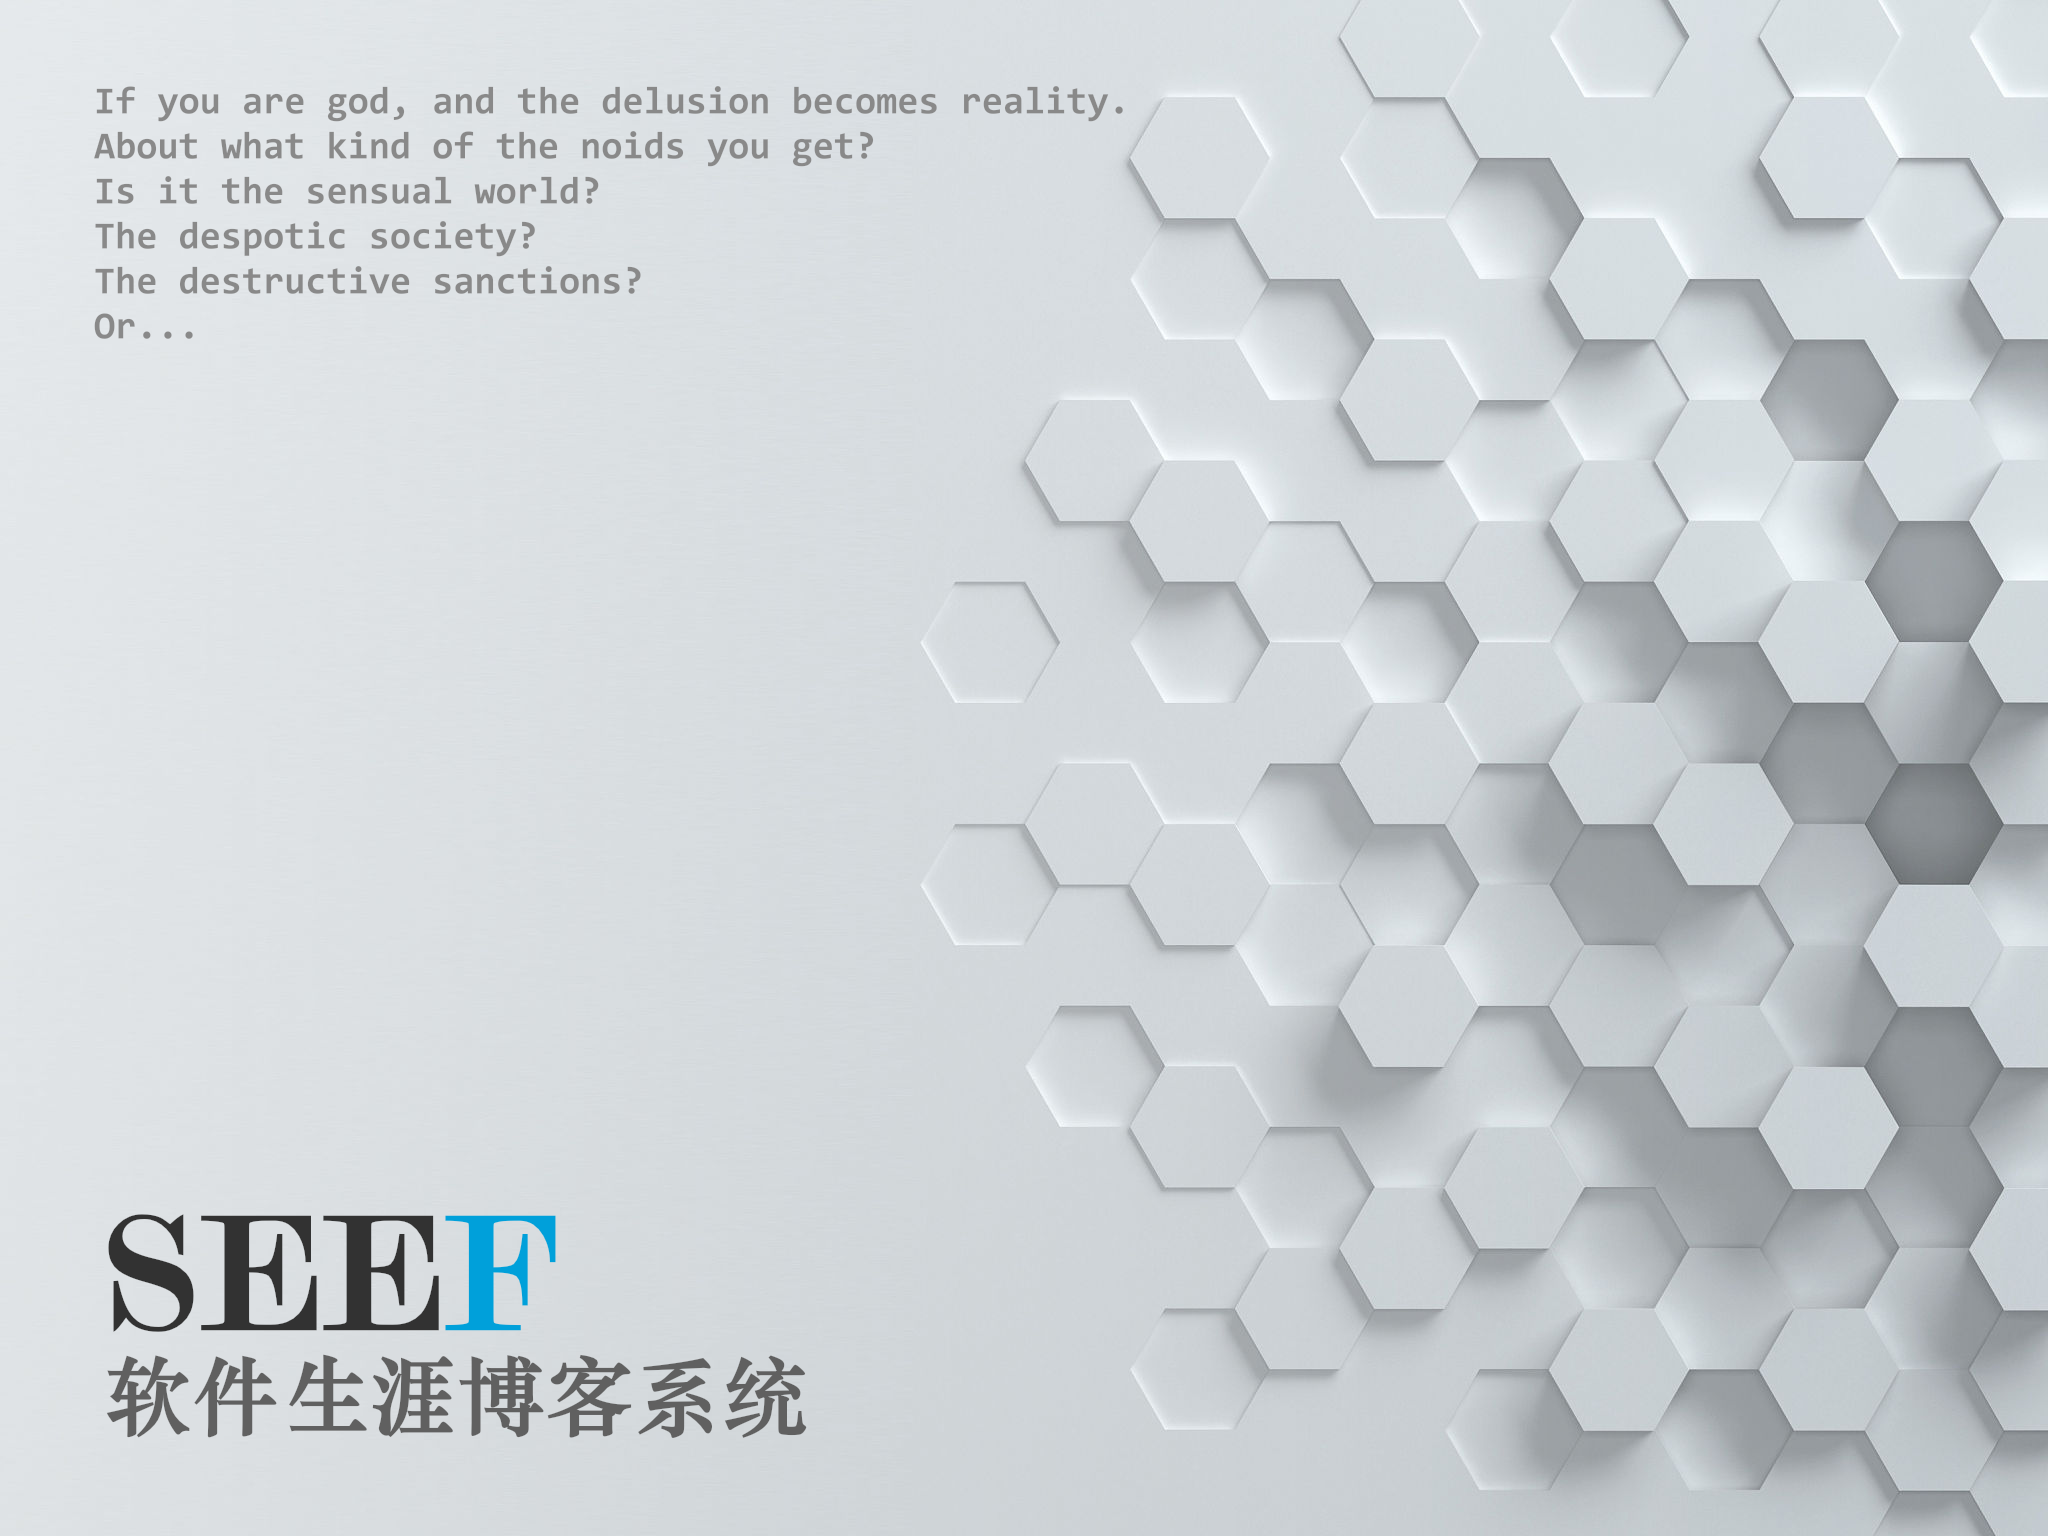 If you are god, and the delusion becomes reality.
About what kind of the noids you get?
Is it the sensual world?
The despotic society?
The destructive sanctions?
Or...
SEEF
软件生涯博客系统